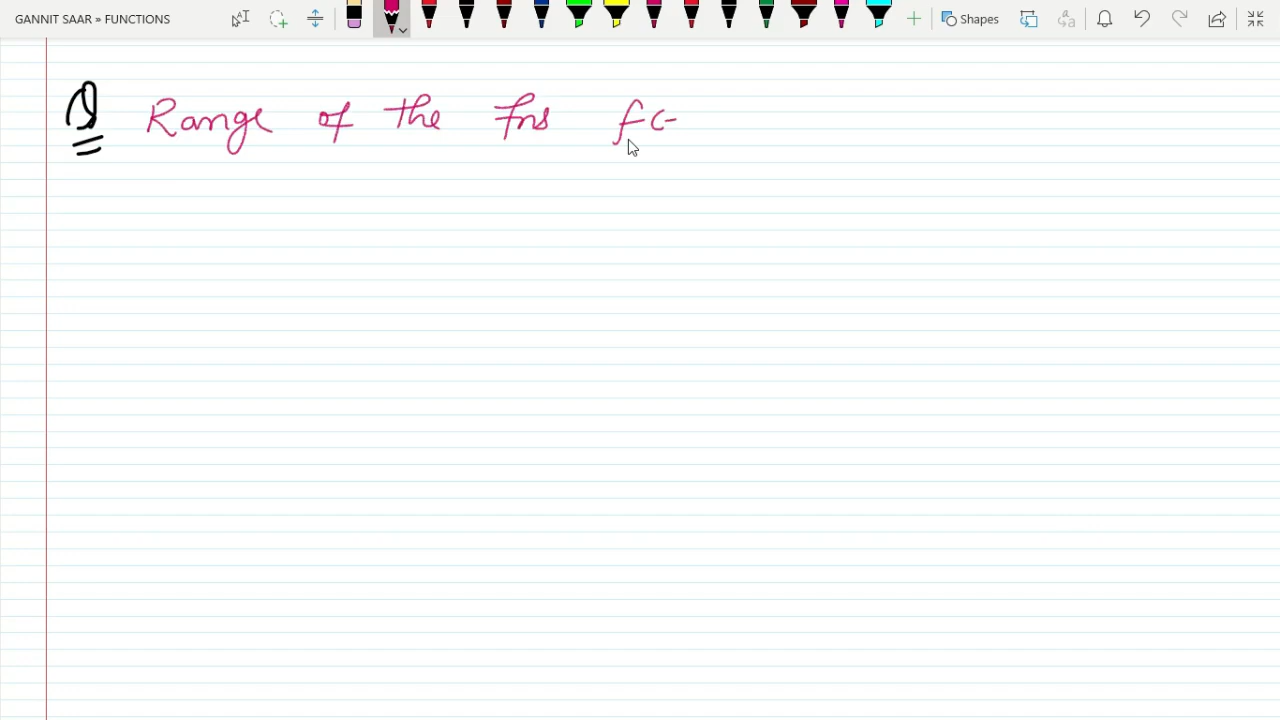 GANNIT SAAR » FUNCTIONS
Shapes
Q Range of the fns f(